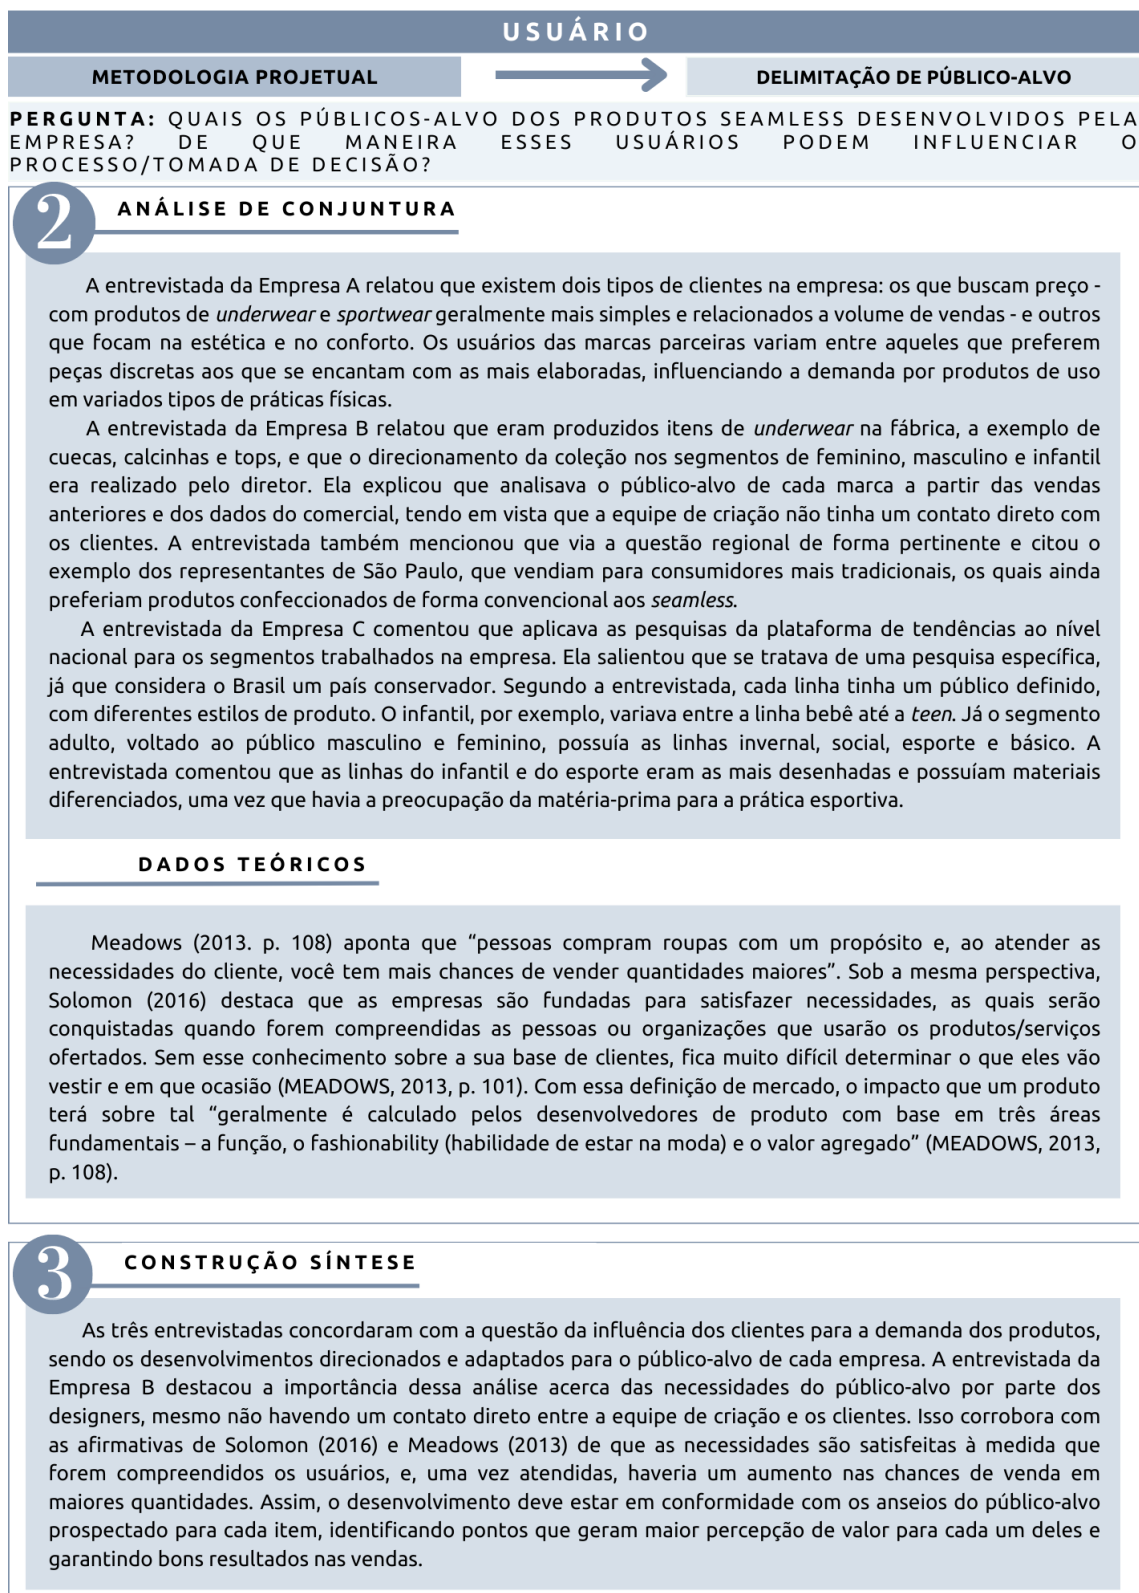 USUÁRIO
METODOLOGIA PROJETUAL
DELIMITAÇÃO DE PÚBLICO-ALVO
PERGUNTA: QUAIS OS PÚBLICOS-ALVO DOS PRODUTOS SEAMLESS DESENVOLVIDOS PELA
EMPRESA? DE QUE MANEIRA ESSES USUÁRIOS PODEM INFLUENCIAR O
PROCESSO/TOMADA DE DECISÃO?
2
ANÁLISE DE CONJUNTURA
A entrevistada da Empresa A relatou que existem dois tipos de clientes na empresa: os que buscam preço -
com produtos de underwear e sportwear geralmente mais simples e relacionados a volume de vendas - e outros
que focam na estética e no conforto. Os usuários das marcas parceiras variam entre aqueles que preferem
peças discretas aos que se encantam com as mais elaboradas, influenciando a demanda por produtos de uso
em variados tipos de práticas físicas.
A entrevistada da Empresa B relatou que eram produzidos itens de underwear na fábrica, a exemplo de
cuecas, calcinhas e tops, e que o direcionamento da coleção nos segmentos de feminino, masculino e infantil
era realizado pelo diretor. Ela explicou que analisava o público-alvo de cada marca a partir das vendas
anteriores e dos dados do comercial, tendo em vista que a equipe de criação não tinha um contato direto com
os clientes. A entrevistada também mencionou que via a questão regional de forma pertinente e citou o
exemplo dos representantes de São Paulo, que vendiam para consumidores mais tradicionais, os quais ainda
preferiam produtos confeccionados de forma convencional aos seamless.
A entrevistada da Empresa C comentou que aplicava as pesquisas da plataforma de tendências ao nível
nacional para os segmentos trabalhados na empresa. Ela salientou que se tratava de uma pesquisa específica,
já que considera o Brasil um país conservador. Segundo a entrevistada, cada linha tinha um público definido,
com diferentes estilos de produto. O infantil, por exemplo, variava entre a linha bebê até a teen. Já o segmento
adulto, voltado ao público masculino e feminino, possuía as linhas invernal, social, esporte e básico. A
entrevistada comentou que as linhas do infantil e do esporte eram as mais desenhadas e possuíam materiais
diferenciados, uma vez que havia a preocupação da matéria-prima para a prática esportiva.
DADOS TEÓRICOS
Meadows (2013. p. 108) aponta que “pessoas compram roupas com um propósito e, ao atender as
necessidades do cliente, você tem mais chances de vender quantidades maiores”. Sob a mesma perspectiva,
Solomon (2016) destaca que as empresas são fundadas para satisfazer necessidades, as quais serão
conquistadas quando forem compreendidas as pessoas ou organizações que usarão os produtos/serviços
ofertados. Sem esse conhecimento sobre a sua base de clientes, fica muito difícil determinar o que eles vão
vestir e em que ocasião (MEADOWS, 2013, p. 101). Com essa definição de mercado, o impacto que um produto
terá sobre tal “geralmente é calculado pelos desenvolvedores de produto com base em três áreas
fundamentais – a função, o fashionability (habilidade de estar na moda) e o valor agregado” (MEADOWS, 2013,
p. 108).
3
CONSTRUÇÃO SÍNTESE
As três entrevistadas concordaram com a questão da influência dos clientes para a demanda dos produtos,
sendo os desenvolvimentos direcionados e adaptados para o público-alvo de cada empresa. A entrevistada da
Empresa B destacou a importância dessa análise acerca das necessidades do público-alvo por parte dos
designers, mesmo não havendo um contato direto entre a equipe de criação e os clientes. Isso corrobora com
as afirmativas de Solomon (2016) e Meadows (2013) de que as necessidades são satisfeitas à medida que
forem compreendidos os usuários, e, uma vez atendidas, haveria um aumento nas chances de venda em
maiores quantidades. Assim, o desenvolvimento deve estar em conformidade com os anseios do público-alvo
prospectado para cada item, identificando pontos que geram maior percepção de valor para cada um deles e
garantindo bons resultados nas vendas.